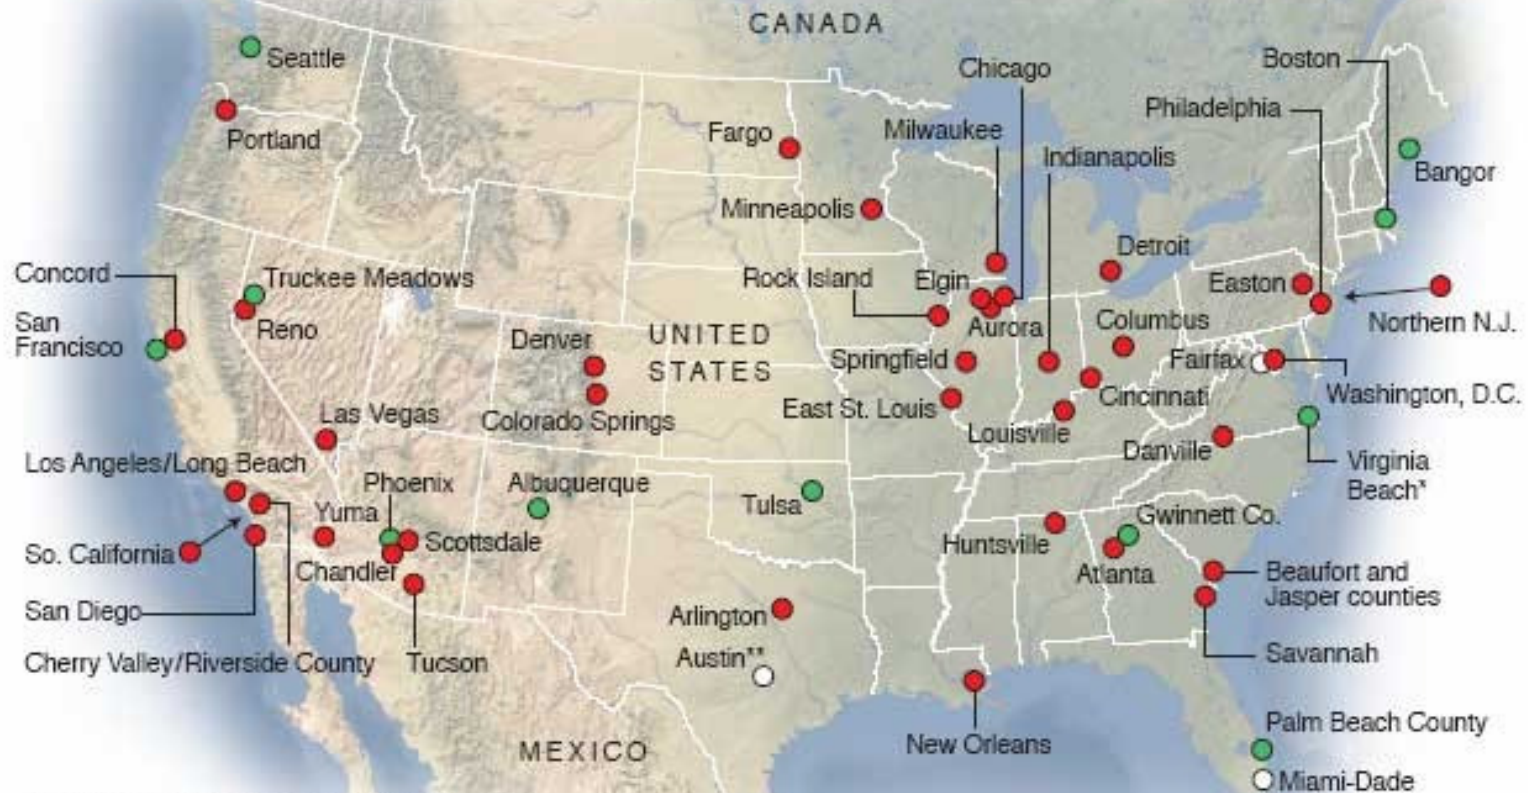 CANADA
Seattle
Portland
Concord
San
Francisco
Truckee Meadows
Reno
Las Vegas
Los Angeles/Long Beach
Yuma
So. California
San Diego
Cherry Valley/Riverside County
Phoenix
Scottsdale
Chandler
Tucson
Albuquerque
Denver
Colorado Springs
UNITED
STATES
Fargo
Minneapolis
Rock Island
Elgin
Aurora
Chicago
Milwaukee
Indianapolis
Springfield
East St. Louis
Louisville
Detroit
Columbus
Cincinnati
Boston
Philadelphia
Bangor
Easton
Northern N.J.
Fairfax
Washington, D.C.
Danville
Virginia
Beach*
Tulsa
Huntsville
Gwinnett Co.
Atlanta
Beaufort and
Jasper counties
Savannah
Arlington
Austin**
New Orleans
Palm Beach County
Miami-Dade
MEXICO